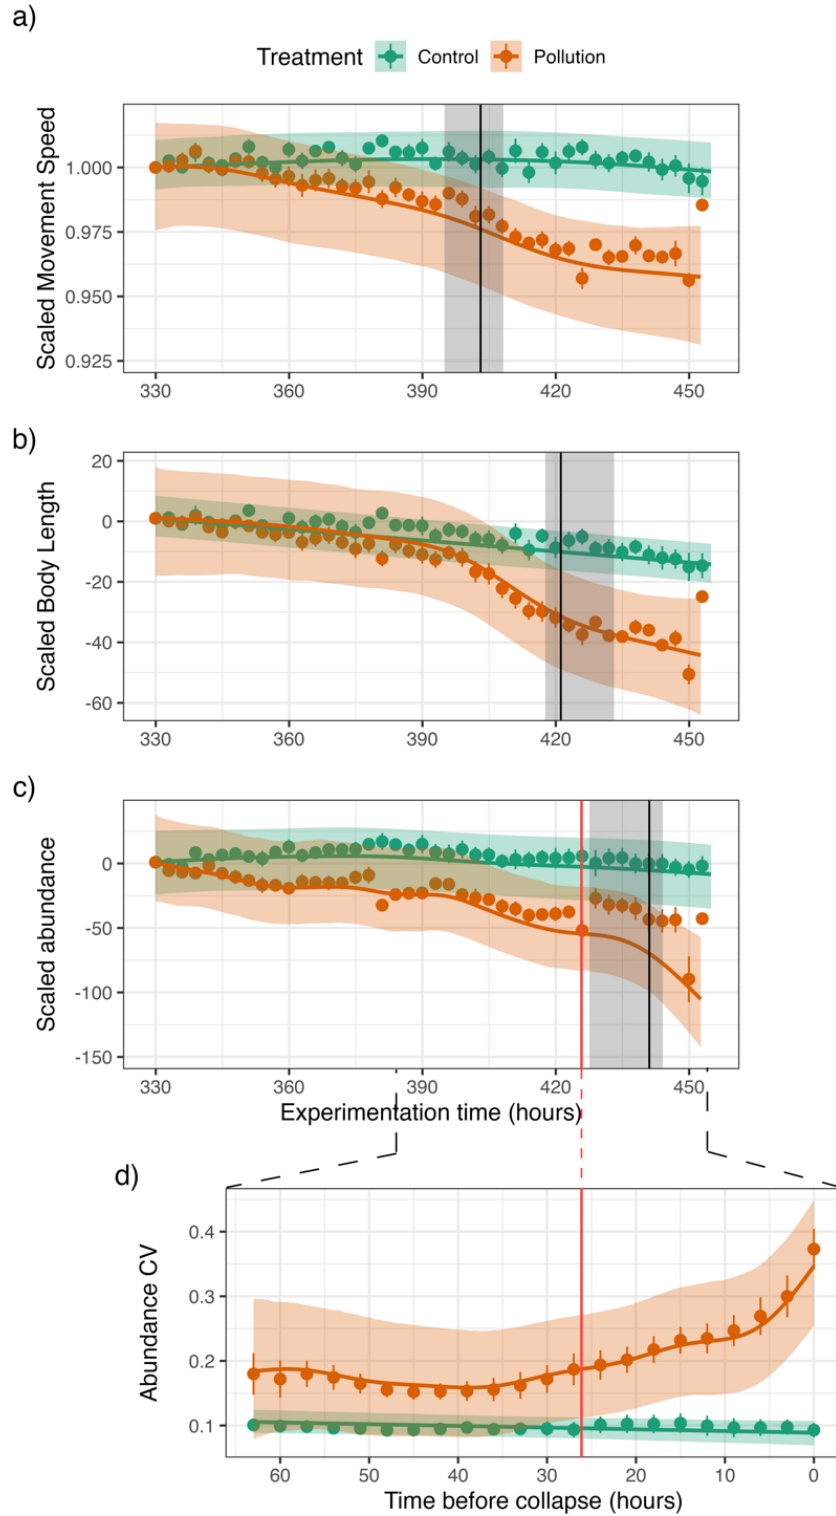 a)
Treatment Control Pollution
Scaled Movement Speed
1.000
0.975
0.950
0.925
330 360 390 420 450
b)
Scaled Body Length
20
0
-20
-40
-60
330 360 390 420 450
c)
Scaled abundance
0
-50
-100
-150
330 360 390 420 450
Experimentation time (hours)
d)
Abundance CV
0.4
0.3
0.2
0.1
60 50 40 30 20 10 0
Time before collapse (hours)